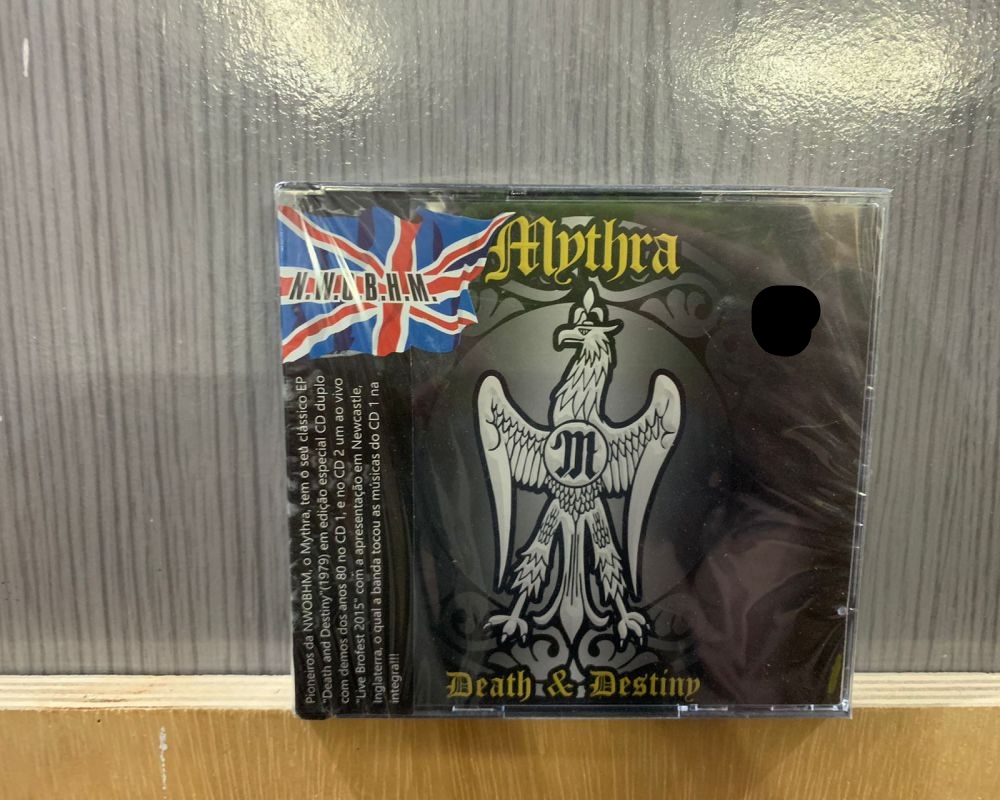 N.W.O.B.H.M.
Mythra
M
Death & Destiny
Pioneiros da NWOBHM, o Mythra, tem o seu clássico EP
"Death and Destiny"(1979) em edição especial CD duplo
com demos dos anos 80 no CD 1, e no CD 2 um ao vivo
"Live Brofest 2015" com a apresentação em Newcastle,
Inglaterra, o qual a banda tocou as músicas do CD 1 na
integra!!!